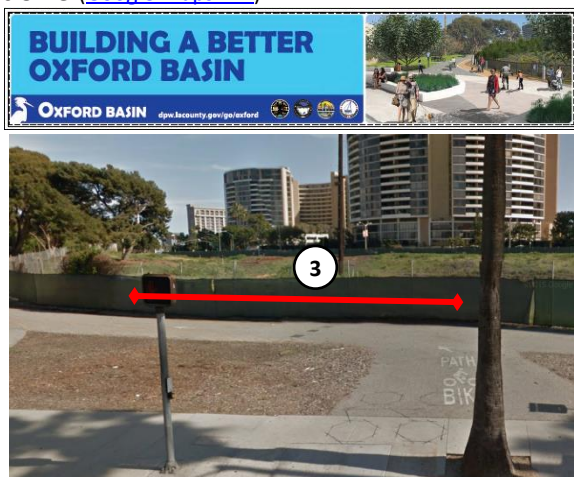 BUILDING A BETTER
OXFORD BASIN
OXFORD BASIN dpw.lacounty.gov/go/oxford
3
PATH
BIK